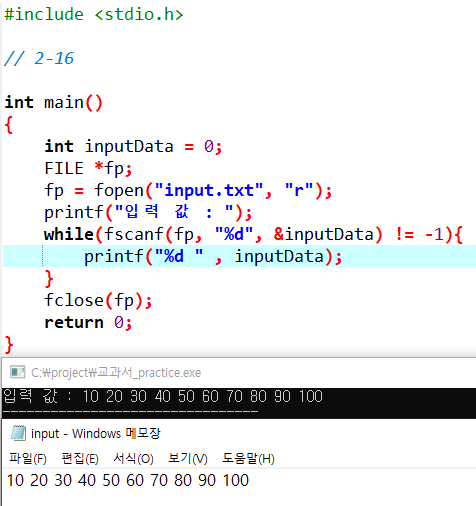 #include <stdio.h>
// 2-16
int main()
{
int inputData = 0;
FILE *fp;
fp = fopen("input.txt", "r");
printf("입력 값 : ");
while(fscanf(fp, "%d", &inputData) != -1){
printf("%d " , inputData);
}
fclose(fp);
return 0;
}
C:₩project₩교과서_practice.exe
입력 값 : 10 20 30 40 50 60 70 80 90 100
--------------------------------
input - Windows 메모장
파일(F) 편집(E) 서식(O) 보기(V) 도움말(H)
10 20 30 40 50 60 70 80 90 100